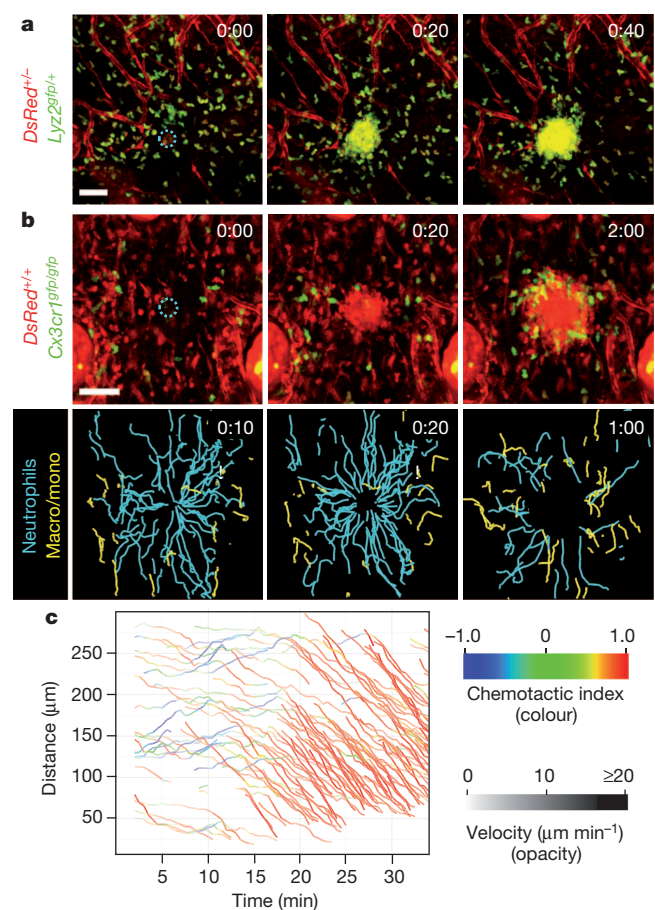 a
DsRed+/–
Lyz2gfp/+
0:00
0:20
0:40
b
DsRed+/+
Cx3cr1gfp/gfp
0:00
0:20
2:00
Neutrophils
Macro/mono
0:10
0:20
1:00
c
Distance (μm)
250
200
150
100
50
5 10 15 20 25 30
Time (min)
–1.0 0 1.0
Chemotactic index
(colour)
0 10 ≥20
Velocity (μm min–1)
(opacity)